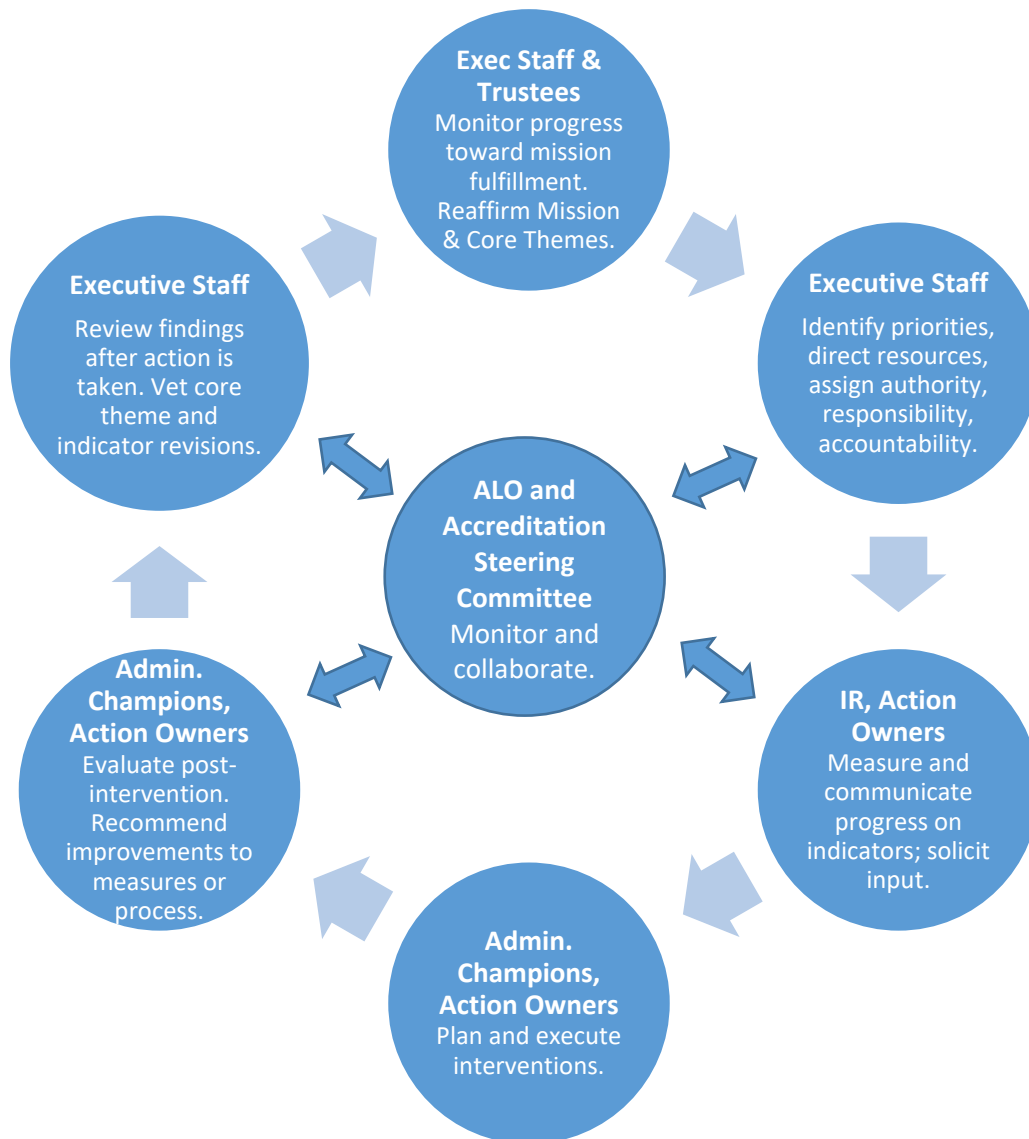 Exec Staff &
Trustees
Monitor progress
toward mission
fulfillment.
Reaffirm Mission
& Core Themes.
Executive Staff
Identify priorities,
direct resources,
assign authority,
responsibility,
accountability.
IR, Action
Owners
Measure and
communicate
progress on
indicators; solicit
input.
Admin.
Champions,
Action Owners
Plan and execute
interventions.
Admin.
Champions,
Action Owners
Evaluate post-
intervention.
Recommend
improvements to
measures or
process.
Executive Staff
Review findings
after action is
taken. Vet core
theme and
indicator revisions.
ALO and
Accreditation
Steering
Committee
Monitor and
collaborate.